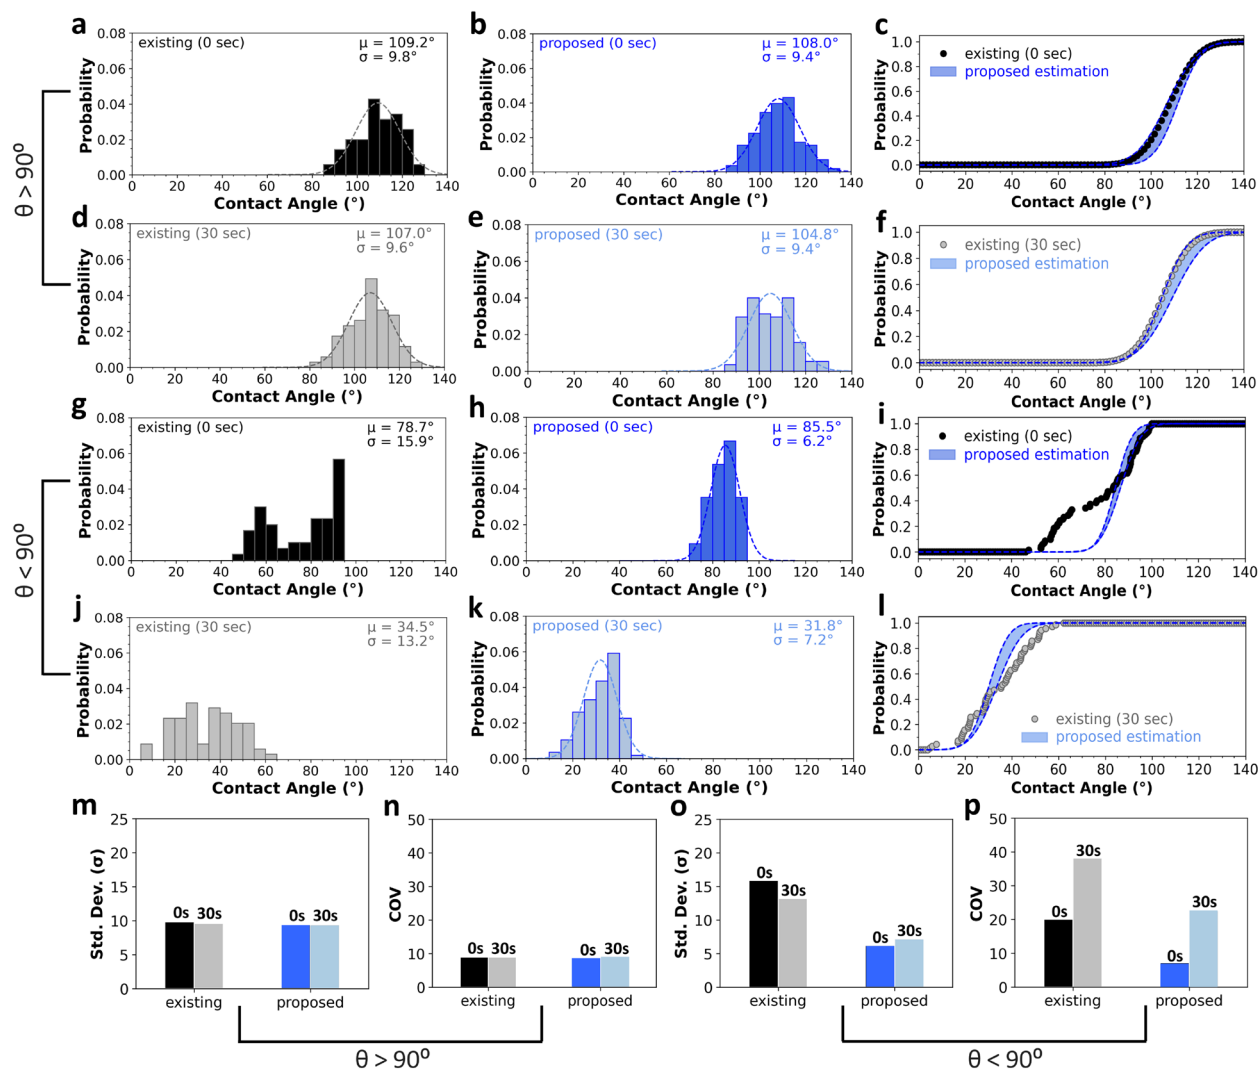 a
existing (0 sec)
μ = 109.2°
σ = 9.8°
Probability
0.08
0.06
0.04
0.02
0.00
0 20 40 60 80 100 120 140
Contact Angle (°)
b
proposed (0 sec)
μ = 108.0°
σ = 9.4°
Probability
0.08
0.06
0.04
0.02
0.00
0 20 40 60 80 100 120 140
Contact Angle (°)
c
existing (0 sec)
proposed estimation
Probability
1.0
0.8
0.6
0.4
0.2
0.0
0 20 40 60 80 100 120 140
Contact Angle (°)
θ > 90⁰
d
existing (30 sec)
μ = 107.0°
σ = 9.6°
Probability
0.08
0.06
0.04
0.02
0.00
0 20 40 60 80 100 120 140
Contact Angle (°)
e
proposed (30 sec)
μ = 104.8°
σ = 9.4°
Probability
0.08
0.06
0.04
0.02
0.00
0 20 40 60 80 100 120 140
Contact Angle (°)
f
existing (30 sec)
proposed estimation
Probability
1.0
0.8
0.6
0.4
0.2
0.0
0 20 40 60 80 100 120 140
Contact Angle (°)
g
existing (0 sec)
μ = 78.7°
σ = 15.9°
Probability
0.08
0.06
0.04
0.02
0.00
0 20 40 60 80 100 120 140
Contact Angle (°)
h
proposed (0 sec)
μ = 85.5°
σ = 6.2°
Probability
0.08
0.06
0.04
0.02
0.00
0 20 40 60 80 100 120 140
Contact Angle (°)
i
existing (0 sec)
proposed estimation
Probability
1.0
0.8
0.6
0.4
0.2
0.0
0 20 40 60 80 100 120 140
Contact Angle (°)
θ < 90⁰
j
existing (30 sec)
μ = 34.5°
σ = 13.2°
Probability
0.08
0.06
0.04
0.02
0.00
0 20 40 60 80 100 120 140
Contact Angle (°)
k
proposed (30 sec)
μ = 31.8°
σ = 7.2°
Probability
0.08
0.06
0.04
0.02
0.00
0 20 40 60 80 100 120 140
Contact Angle (°)
l
existing (30 sec)
proposed estimation
Probability
1.0
0.8
0.6
0.4
0.2
0.0
0 20 40 60 80 100 120 140
Contact Angle (°)
m
Std. Dev. (σ)
25
20
15
10
5
0
0s 30s
0s 30s
existing proposed
n
COV
50
40
30
20
10
0
0s 30s
0s 30s
existing proposed
θ > 90⁰
o
Std. Dev. (σ)
25
20
15
10
5
0
0s
30s
0s
30s
existing proposed
p
COV
50
40
30
20
10
0
0s
30s
0s
30s
existing proposed
θ < 90⁰